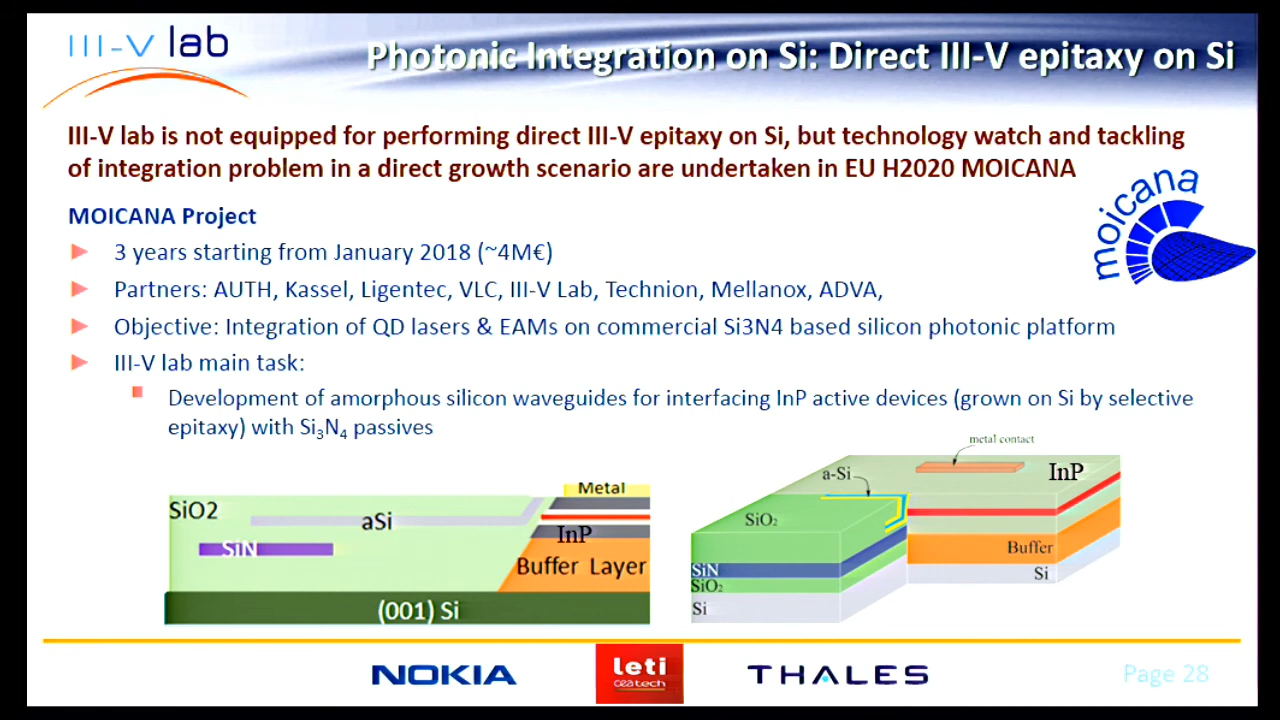 III-V lab
Photonic Integration on Si: Direct III-V epitaxy on Si
III-V lab is not equipped for performing direct III-V epitaxy on Si, but technology watch and tackling
of integration problem in a direct growth scenario are undertaken in EU H2020 MOICANA
moicana
MOICANA Project
3 years starting from January 2018 (~4M€)
Partners: AUTH, Kassel, Ligentec, VLC, III-V Lab, Technion, Mellanox, ADVA,
Objective: Integration of QD lasers & EAMs on commercial Si3N4 based silicon photonic platform
III-V lab main task:
Development of amorphous silicon waveguides for interfacing InP active devices (grown on Si by selective
epitaxy) with Si₃N₄ passives
SiO2
aSi
SiN
Metal
InP
Buffer Layer
(001) Si
metal contact
a-Si
InP
SiO₂
Buffer
Si
SiN
SiO₂
Si
NOKIA
leti
ceatech
THALES
Page 28